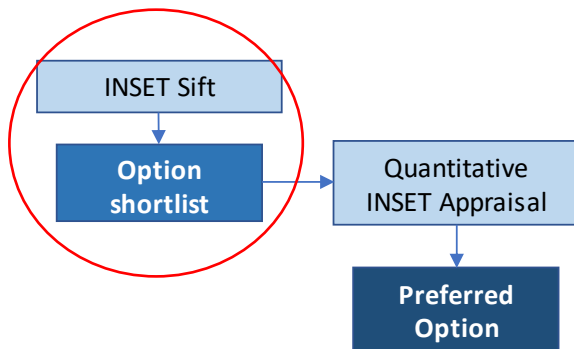 INSET Sift
Option
shortlist
Quantitative
INSET Appraisal
Preferred
Option